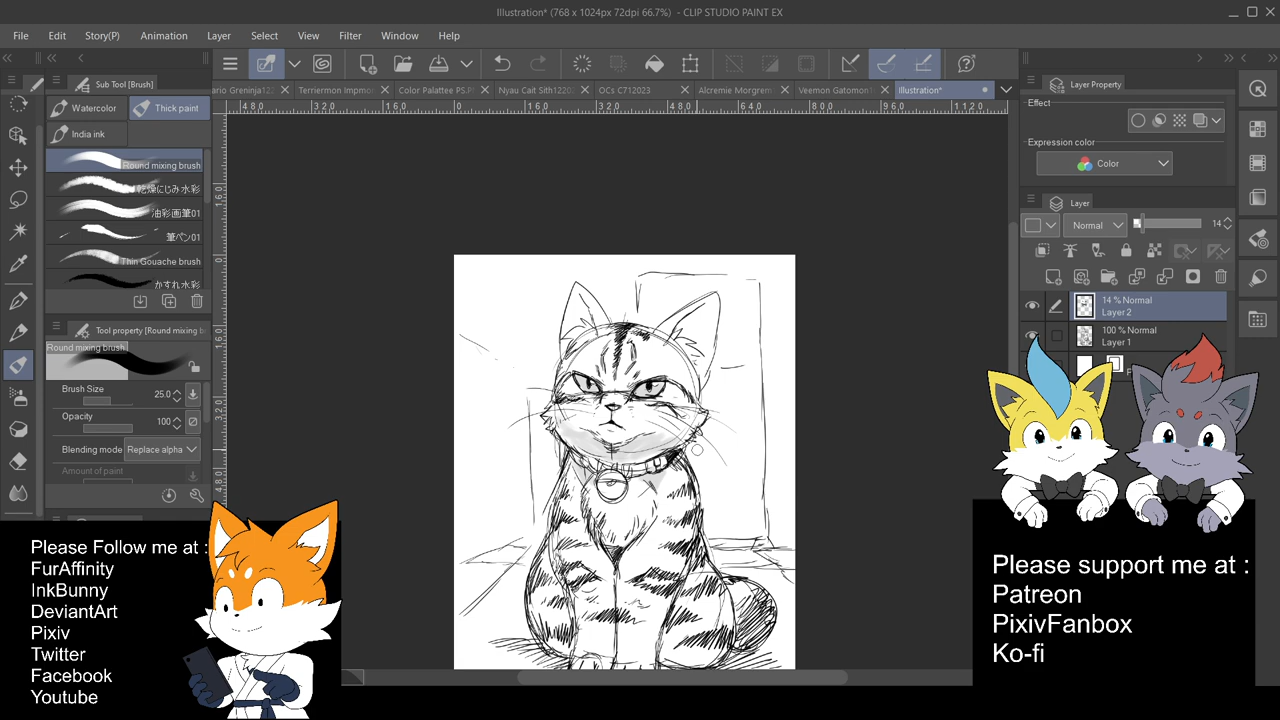 Illustration* (768 x 1024px 72dpi 66.7%) - CLIP STUDIO PAINT EX
File Edit Story(P) Animation Layer Select View Filter Window Help
Sub Tool [Brush]
Layer Property
ario Greninja1222 Terriermon Impmo Color Palattee PS.P Nyau Cait Sith12208 OCs C712023 Alcremie Morgrem Veemon Gatomon1 Illustration*
Watercolor Thick paint
India ink
Effect
Expression color
Color
Round mixing brush
乾燥にじみ水彩
油彩画筆01
筆ペン01
Thin Gouache brush
かすれ水彩
Layer
Normal 14
14 % Normal
Layer 2
100 % Normal
Layer 1
Tool property [Round mixing b
Round mixing brush
Brush Size 25.0
Opacity 100
Blending mode Replace alpha
Amount of paint
Please Follow me at :
FurAffinity
InkBunny
DeviantArt
Pixiv
Twitter
Facebook
Youtube
Please support me at :
Patreon
PixivFanbox
Ko-fi